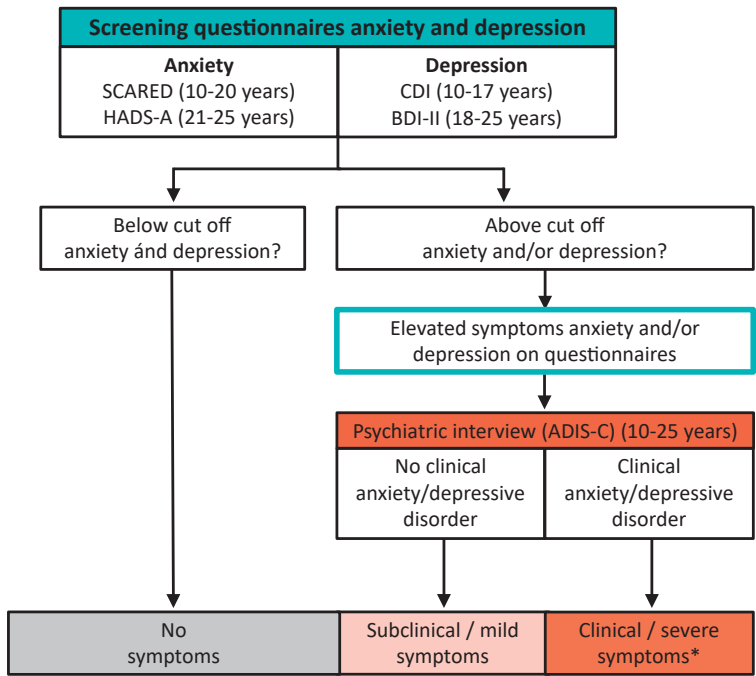 Screening questionnaires anxiety and depression
Anxiety
SCARED (10-20 years)
HADS-A (21-25 years)
Depression
CDI (10-17 years)
BDI-II (18-25 years)
Below cut off
anxiety ánd depression?
Above cut off
anxiety and/or depression?
Elevated symptoms anxiety and/or
depression on questionnaires
Psychiatric interview (ADIS-C) (10-25 years)
No clinical
anxiety/depressive
disorder
Clinical
anxiety/depressive
disorder
No
symptoms
Subclinical / mild
symptoms
Clinical / severe
symptoms*